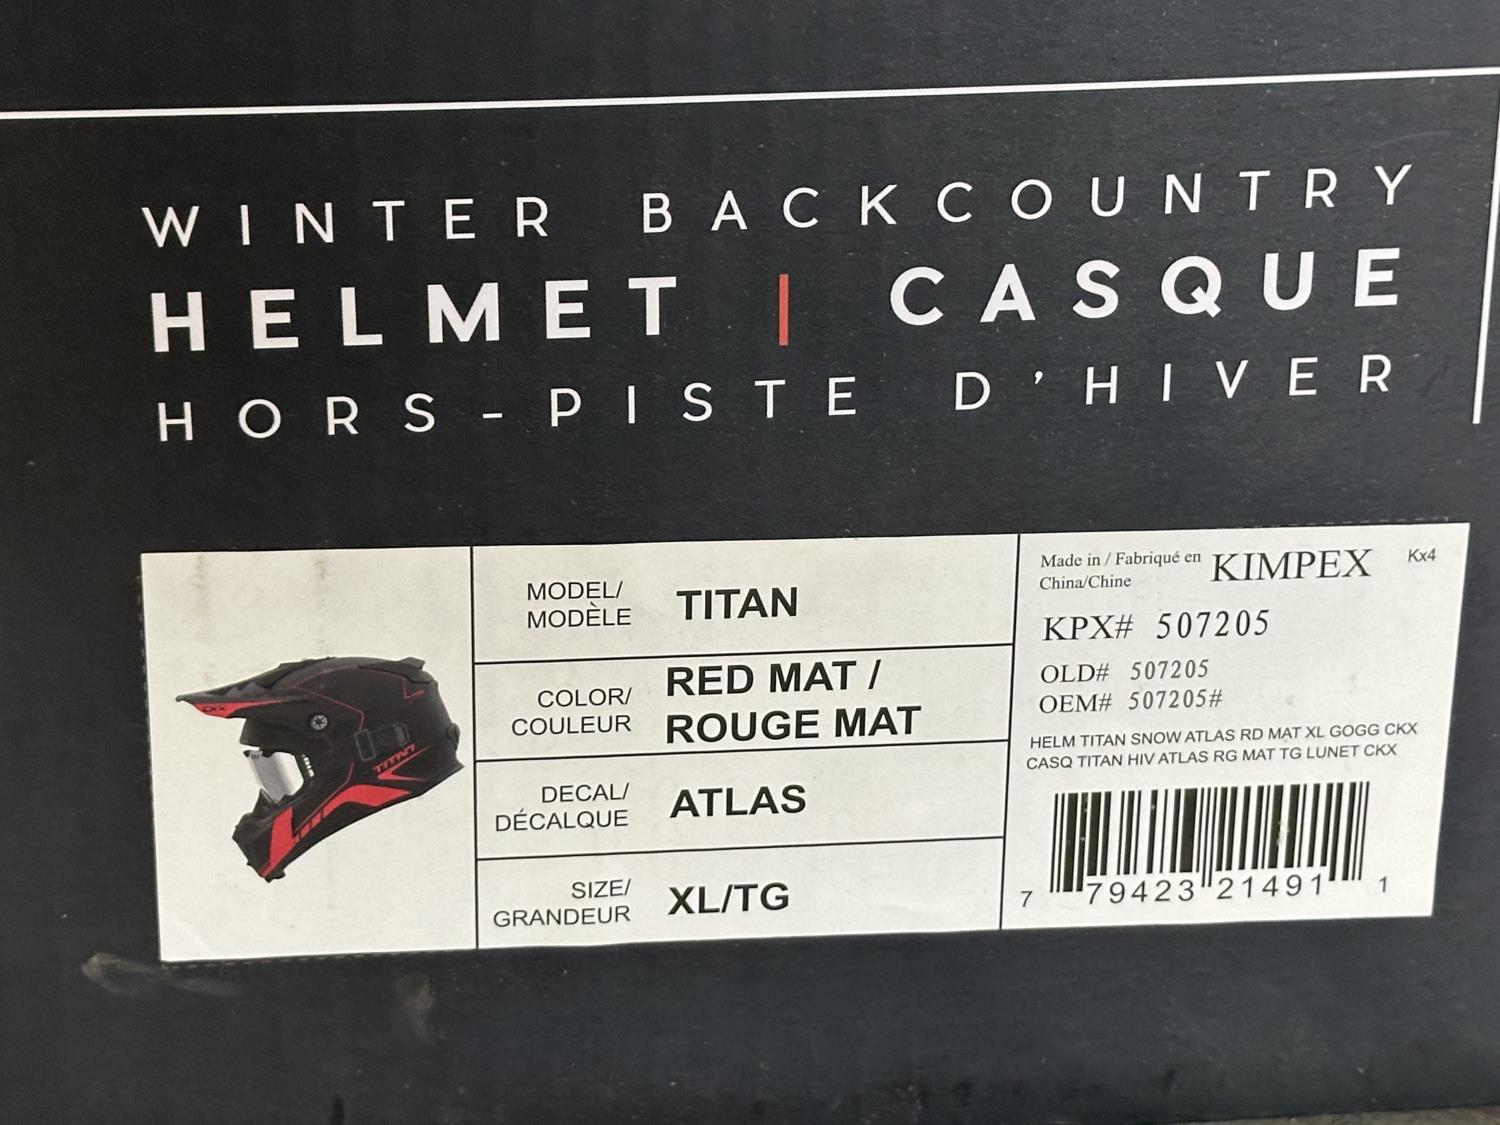 WINTER BACKCOUNTRY
HELMET | CASQUE
HORS-PISTE D'HIVER
MODEL/
MODÈLE
TITAN
COLOR/
COULEUR
RED MAT /
ROUGE MAT
DECAL/
DÉCALQUE
ATLAS
SIZE/
GRANDEUR
XL/TG
Made in / Fabriqué en
China/Chine
KIMPEX
Kx4
KPX# 507205
OLD# 507205
OEM# 507205#
HELM TITAN SNOW ATLAS RD MAT XL GOGG CKX
CASQ TITAN HIV ATLAS RG MAT TG LUNET CKX
7 79423 21491 1
CKX
TITAN